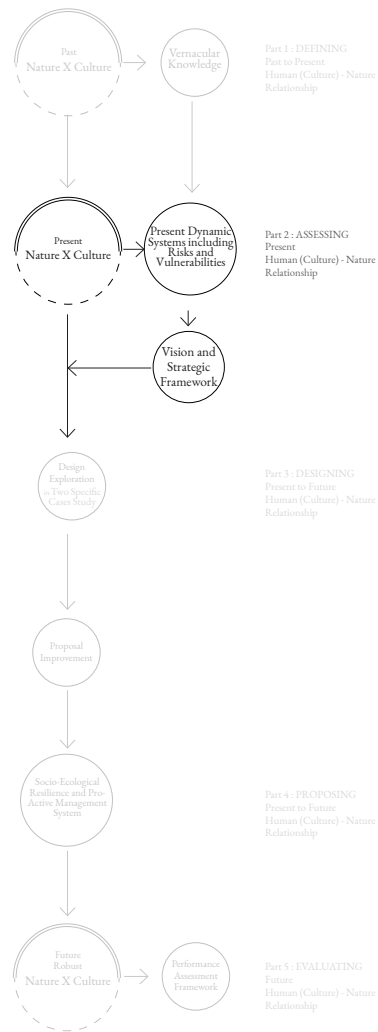 Past
Nature X Culture
Vernacular
Knowledge
Part 1 : DEFINING
Past to Present
Human (Culture) - Nature
Relationship
Present
Nature X Culture
Present Dynamic
Systems including
Risks and
Vulnerabilities
Part 2 : ASSESSING
Present
Human (Culture) - Nature
Relationship
Vision and
Strategic
Framework
Design
Exploration
∞ Two Specific
Cases Study
Part 3 : DESIGNING
Present to Future
Human (Culture) - Nature
Relationship
Proposal
Improvement
Socio-Ecological
Resilience and Pro-
Active Management
System
Part 4 : PROPOSING
Present to Future
Human (Culture) - Nature
Relationship
Future
Robust
Nature X Culture
Performance
Assessment
Framework
Part 5 : EVALUATING
Future
Human (Culture) - Nature
Relationship